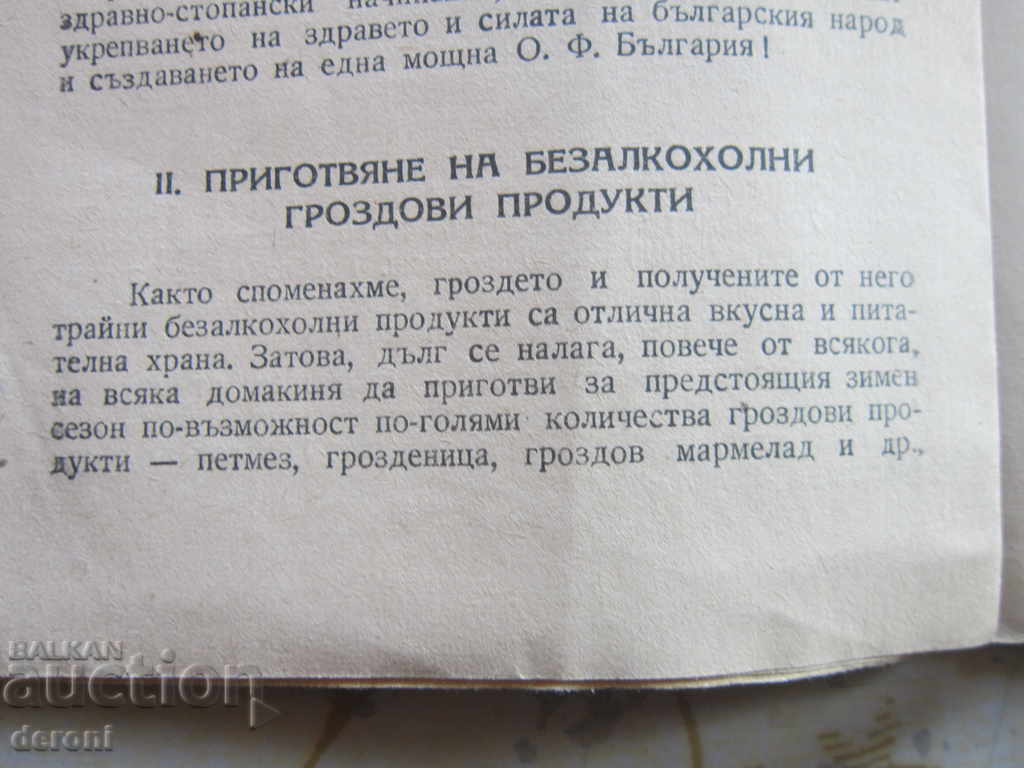 здравно-стопански
укрепването на здравето и силата на българския народ
и създаването на една мощна О. Ф. България!
II. ПРИГОТВЯНЕ НА БЕЗАЛКОХОЛНИ
ГРОЗДОВИ ПРОДУКТИ
Както споменахме, гроздето и получените от него
трайни безалкохолни продукти са отлична вкусна и пита-
ателна храна. Затова, дълг се налага, повече от всякога,
на всяка домакиня да приготви за предстоящия зимен
сезон по-възможност по-голями количества гроздови про-
дукти — петмез, грозденица, гроздов мармелад и др.,
BALKAN
auction
deroni